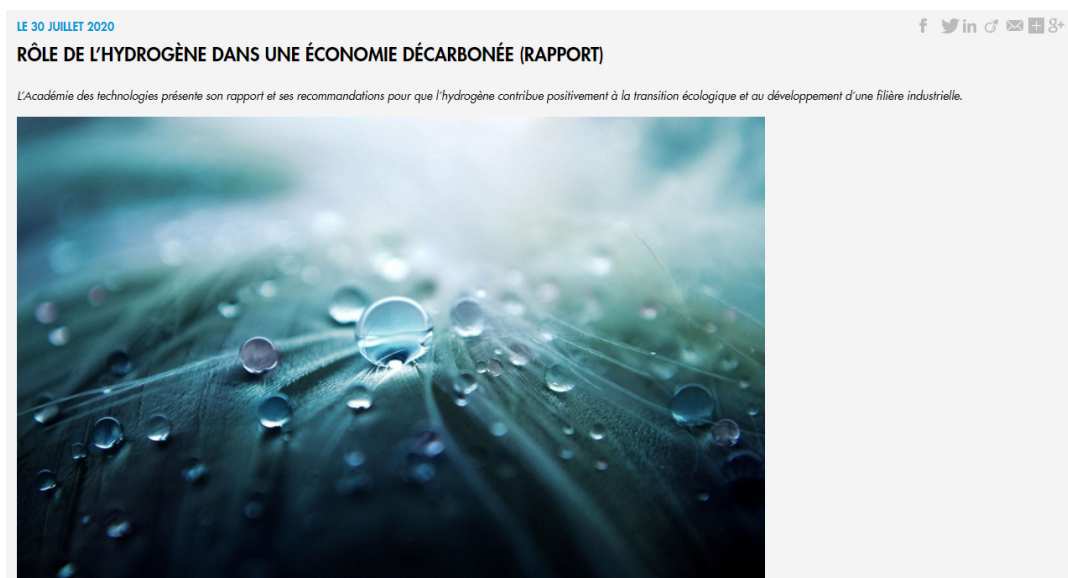 LE 30 JUILLET 2020
RÔLE DE L'HYDROGÈNE DANS UNE ÉCONOMIE DÉCARBONÉE (RAPPORT)
L'Académie des technologies présente son rapport et ses recommandations pour que l'hydrogène contribue positivement à la transition écologique et au développement d'une filière industrielle.